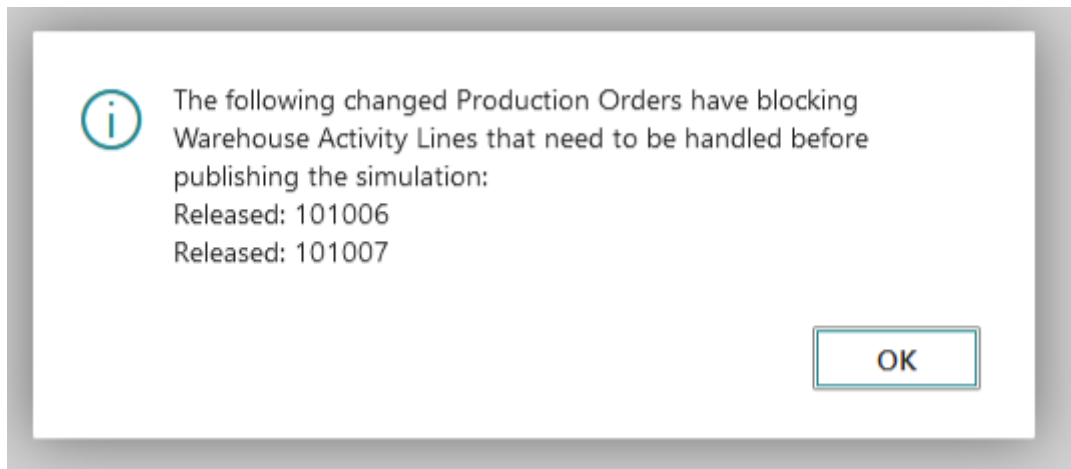 The following changed Production Orders have blocking
Warehouse Activity Lines that need to be handled before
publishing the simulation:
Released: 101006
Released: 101007
OK